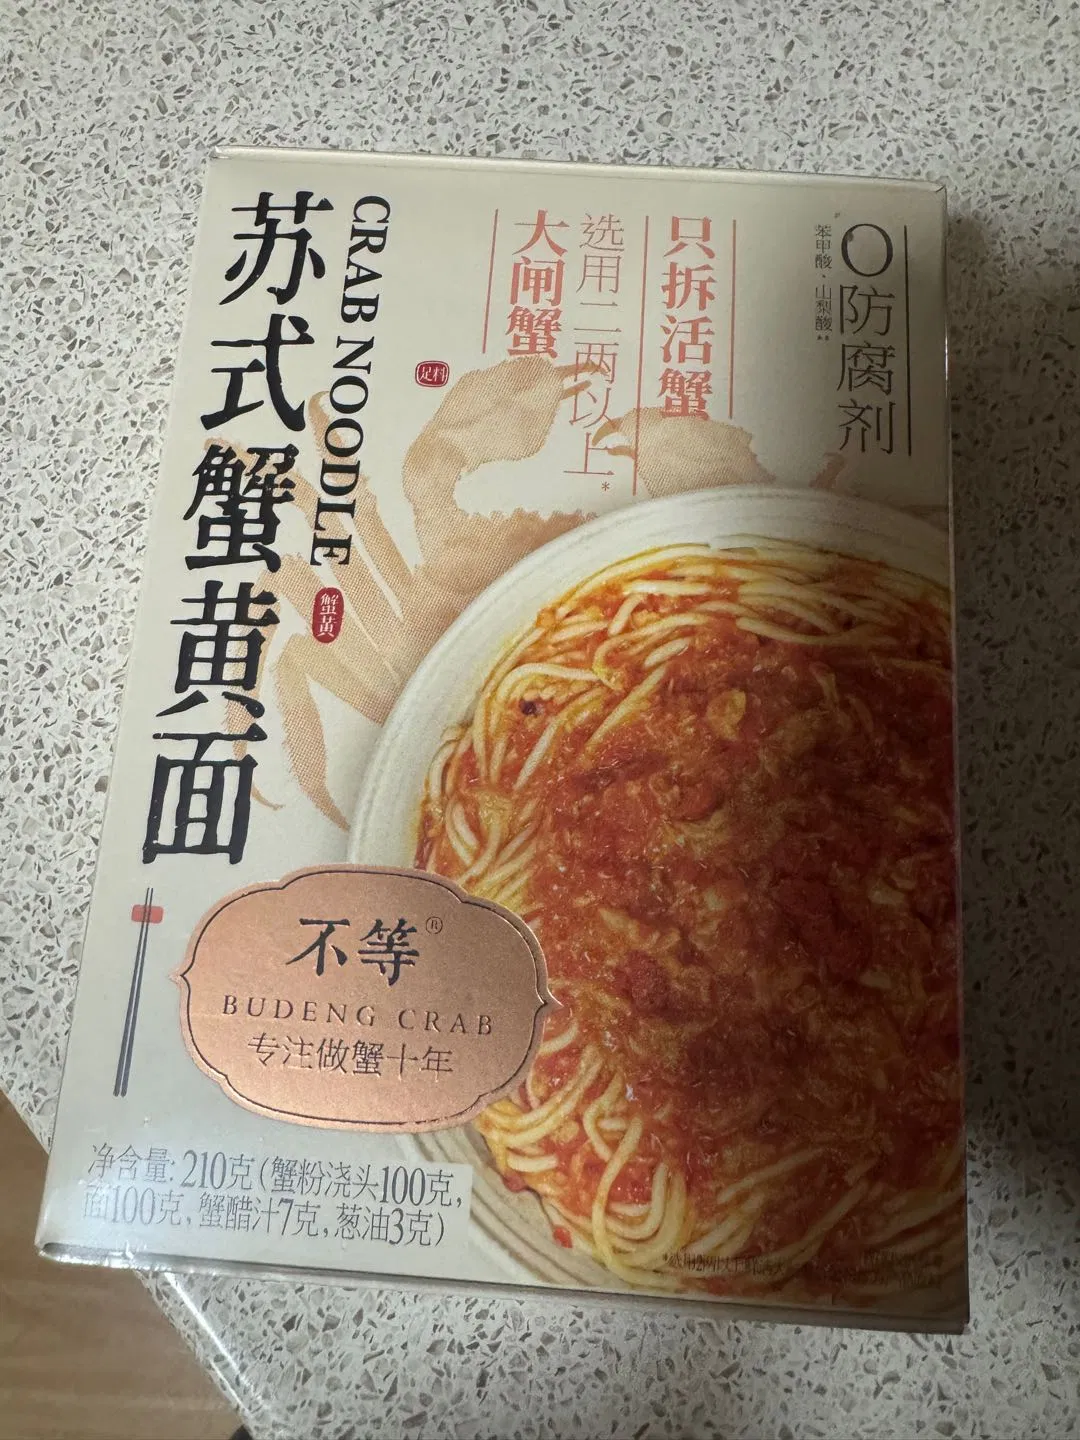 苏式蟹黄面
CRAB NOODLE
足料
蟹黄
大闸蟹
选用二两以上*
只拆活蟹
0防腐剂
苯甲酸、山梨酸**
不等®
BUDENG CRAB
专注做蟹十年
净含量:210克(蟹粉浇头100克,
面100克,蟹醋汁7克,葱油3克)